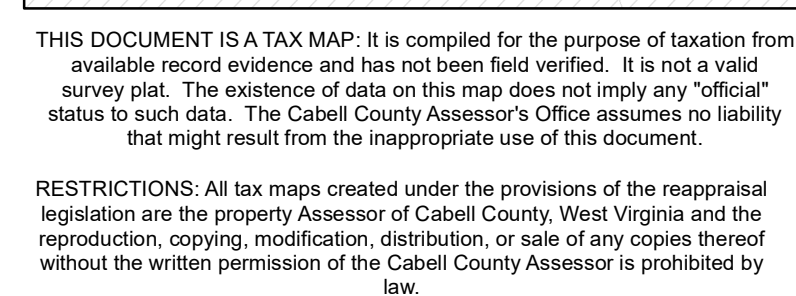 THIS DOCUMENT IS A TAX MAP: It is compiled for the purpose of taxation from
available record evidence and has not been field verified.  It is not a valid
survey plat.  The existence of data on this map does not imply any "official"
status to such data.  The Cabell County Assessor's Office assumes no liability
that might result from the inappropriate use of this document.
RESTRICTIONS: All tax maps created under the provisions of the reappraisal
legislation are the property Assessor of Cabell County, West Virginia and the
reproduction, copying, modification, distribution, or sale of any copies thereof
without the written permission of the Cabell County Assessor is prohibited by
law.